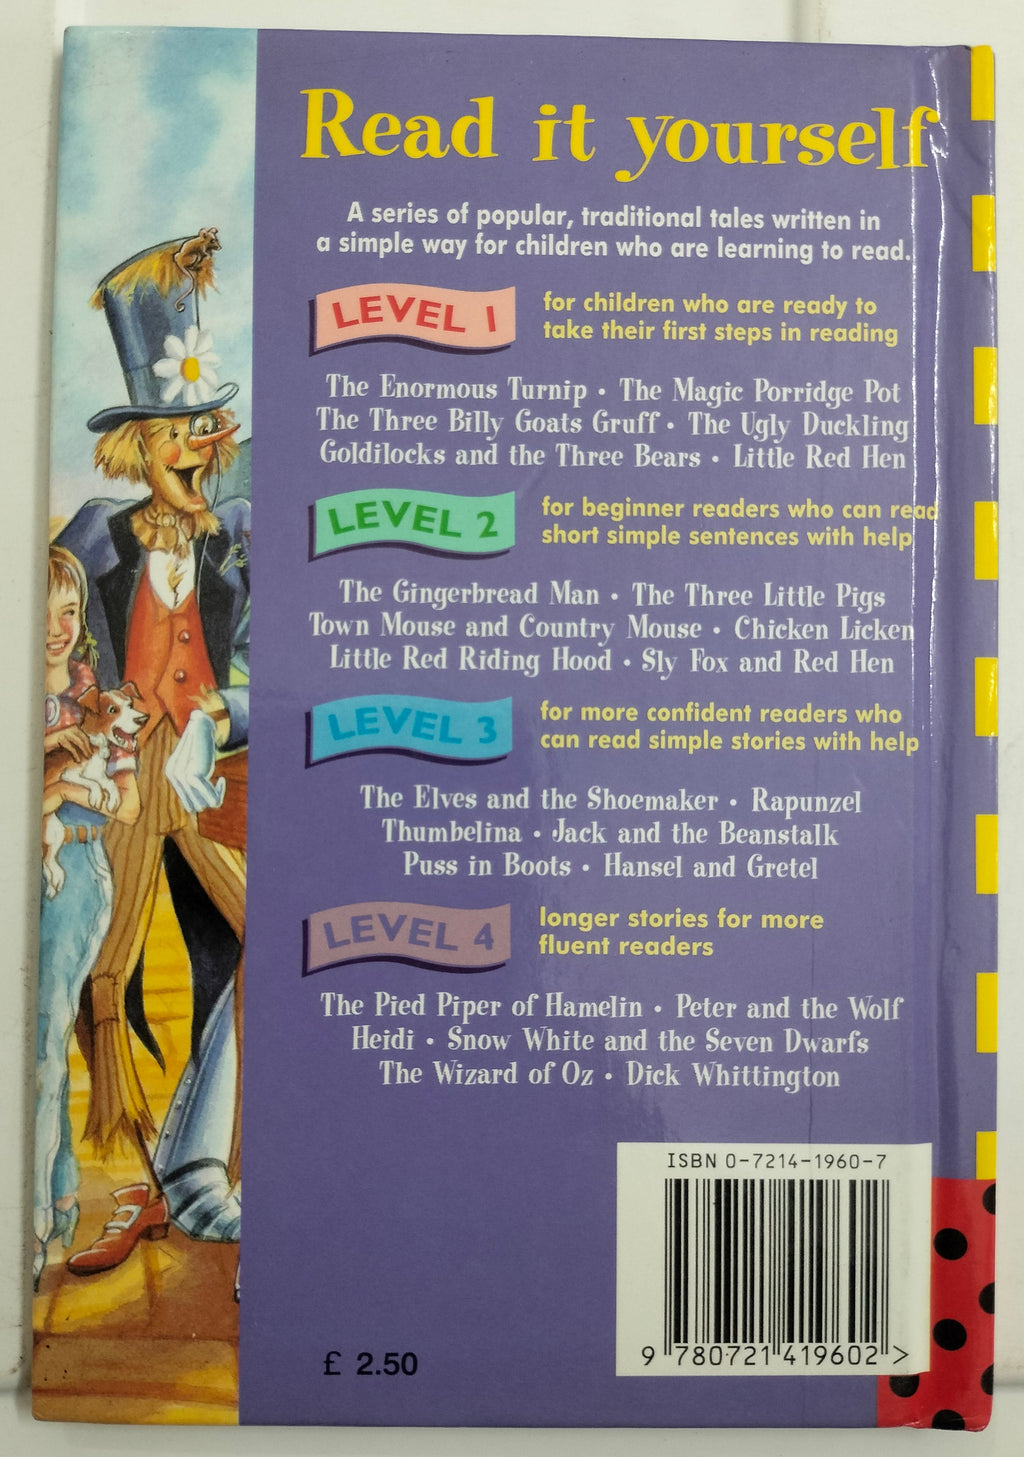 Read it yourself
A series of popular, traditional tales written in
a simple way for children who are learning to read.
LEVEL 1
for children who are ready to
take their first steps in reading
The Enormous Turnip • The Magic Porridge Pot
The Three Billy Goats Gruff • The Ugly Duckling
Goldilocks and the Three Bears • Little Red Hen
LEVEL 2
for beginner readers who can read
short simple sentences with help
The Gingerbread Man • The Three Little Pigs
Town Mouse and Country Mouse • Chicken Licken
Little Red Riding Hood • Sly Fox and Red Hen
LEVEL 3
for more confident readers who
can read simple stories with help
The Elves and the Shoemaker • Rapunzel
Thumbelina • Jack and the Beanstalk
Puss in Boots • Hansel and Gretel
LEVEL 4
longer stories for more
fluent readers
The Pied Piper of Hamelin • Peter and the Wolf
Heidi • Snow White and the Seven Dwarfs
The Wizard of Oz • Dick Whittington
ISBN 0-7214-1960-7
9 780721 419602 >
£ 2.50